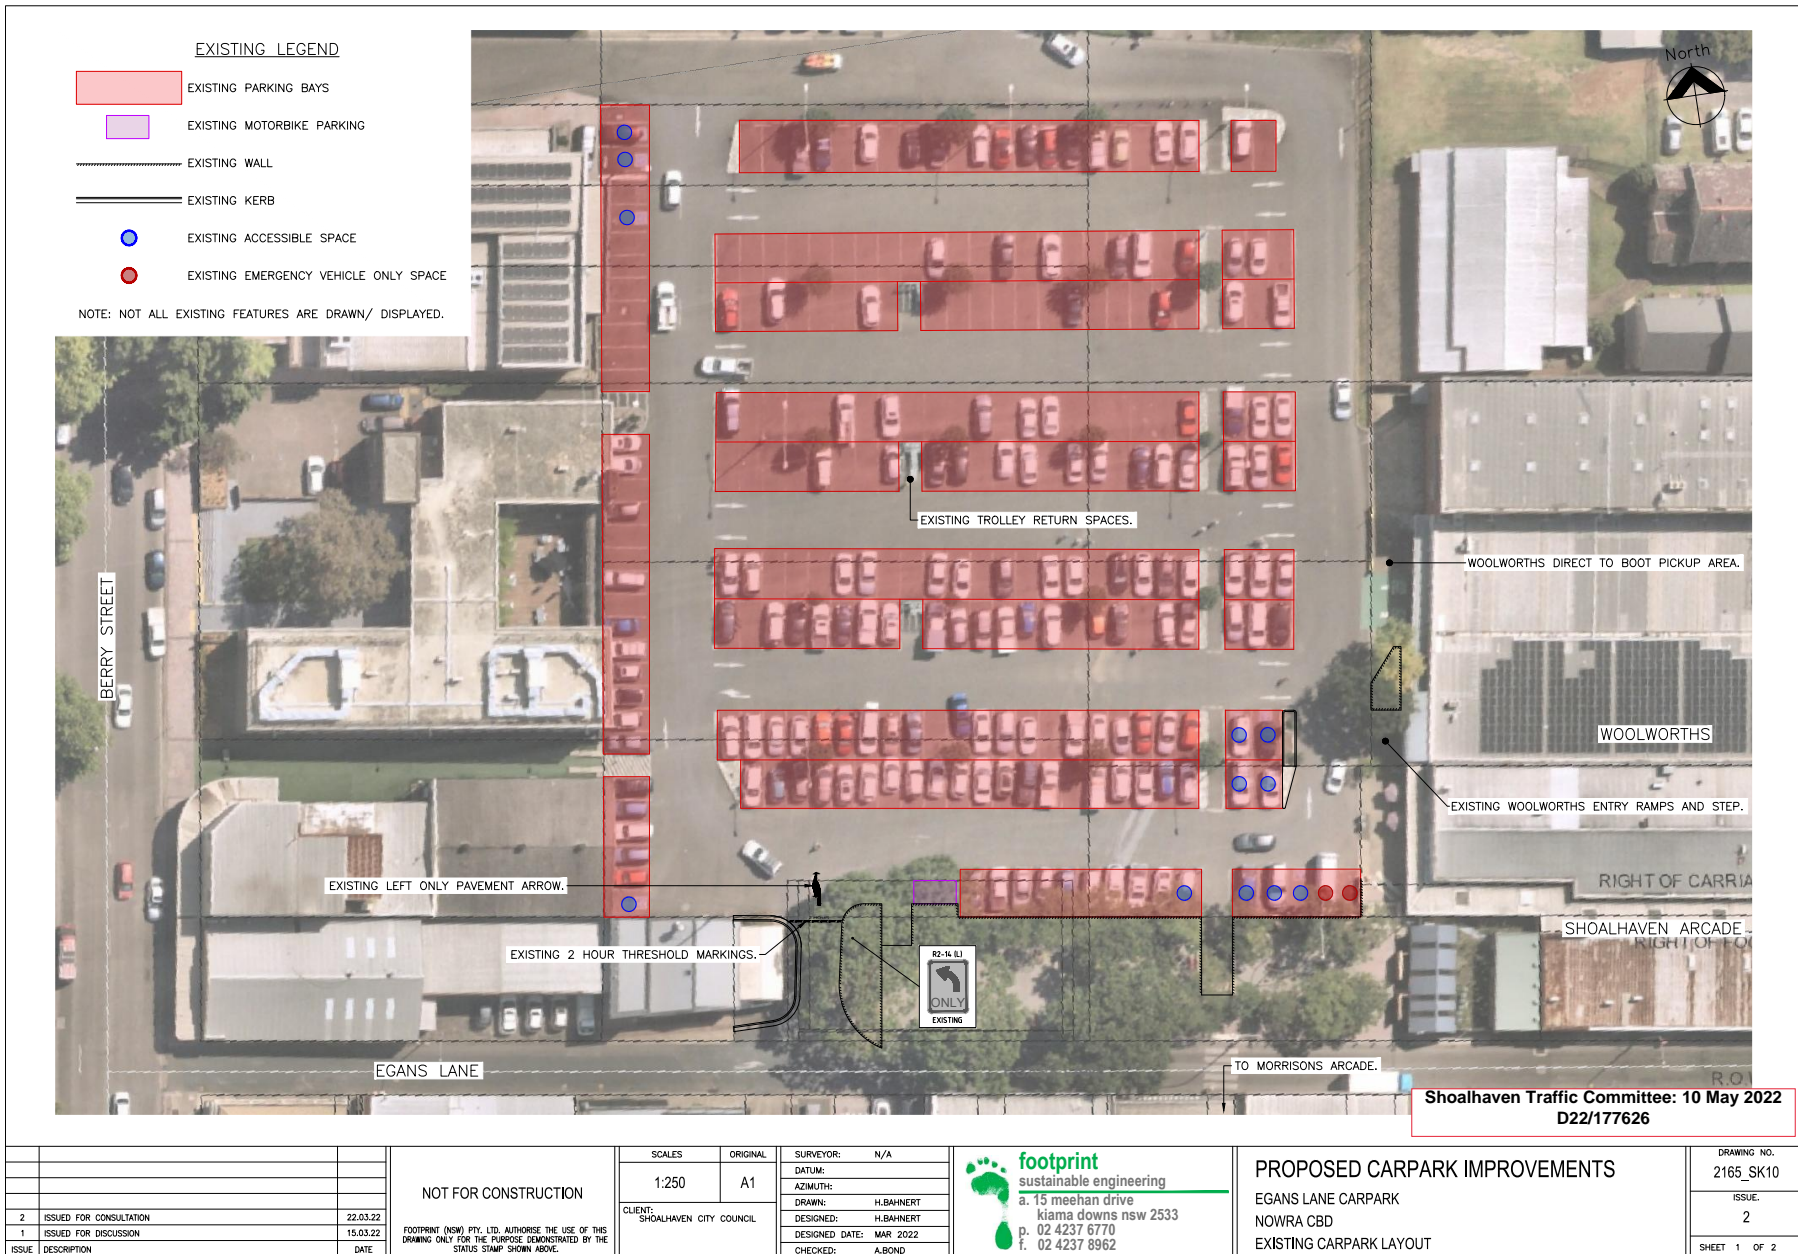 EXISTING LEGEND
EXISTING PARKING BAYS
EXISTING MOTORBIKE PARKING
EXISTING WALL
EXISTING KERB
EXISTING ACCESSIBLE SPACE
EXISTING EMERGENCY VEHICLE ONLY SPACE
NOTE: NOT ALL EXISTING FEATURES ARE DRAWN/ DISPLAYED.
North
EXISTING TROLLEY RETURN SPACES.
WOOLWORTHS DIRECT TO BOOT PICKUP AREA.
BERRY STREET
WOOLWORTHS
EXISTING WOOLWORTHS ENTRY RAMPS AND STEP.
EXISTING LEFT ONLY PAVEMENT ARROW.
RIGHT OF CARRIA
SHOALHAVEN ARCADE
RIGHT OF FOO
EXISTING 2 HOUR THRESHOLD MARKINGS.
R2-14 (L)
ONLY
EXISTING
EGANS LANE
TO MORRISONS ARCADE.
R.O.
Shoalhaven Traffic Committee: 10 May 2022
D22/177626
2 ISSUED FOR CONSULTATION 22.03.22
1 ISSUED FOR DISCUSSION 15.03.22
ISSUE DESCRIPTION DATE
NOT FOR CONSTRUCTION
FOOTPRINT (NSW) PTY. LTD. AUTHORISE THE USE OF THIS
DRAWING ONLY FOR THE PURPOSE DEMONSTRATED BY THE
STATUS STAMP SHOWN ABOVE.
SCALES ORIGINAL
1:250 A1
CLIENT:
SHOALHAVEN CITY COUNCIL
SURVEYOR: N/A
DATUM:
AZIMUTH:
DRAWN: H.BAHNERT
DESIGNED: H.BAHNERT
DESIGNED DATE: MAR 2022
CHECKED: A.BOND
footprint
sustainable engineering
a. 15 meehan drive
kiama downs nsw 2533
p. 02 4237 6770
f. 02 4237 8962
PROPOSED CARPARK IMPROVEMENTS
EGANS LANE CARPARK
NOWRA CBD
EXISTING CARPARK LAYOUT
DRAWING NO.
2165_SK10
ISSUE.
2
SHEET 1 OF 2